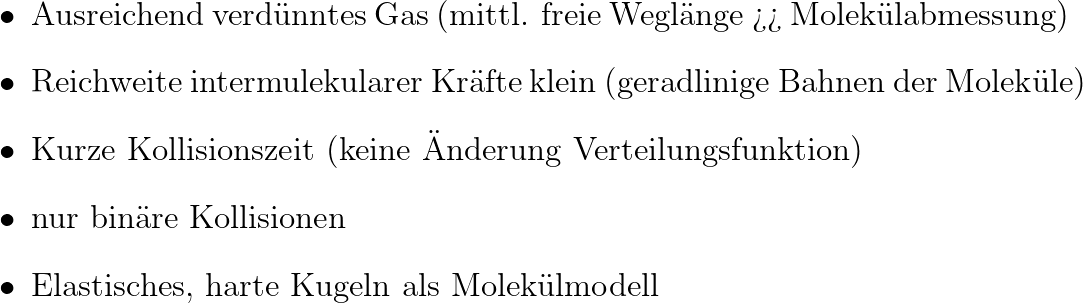 • Ausreichend verdünntes Gas (mittl. freie Weglänge ¿¿ Molekülabmessung)
• Reichweite intermulekularer Kräfte klein (geradlinige Bahnen der Moleküle)
• Kurze Kollisionszeit (keine Änderung Verteilungsfunktion)
• nur binäre Kollisionen
• Elastisches, harte Kugeln als Molekülmodell